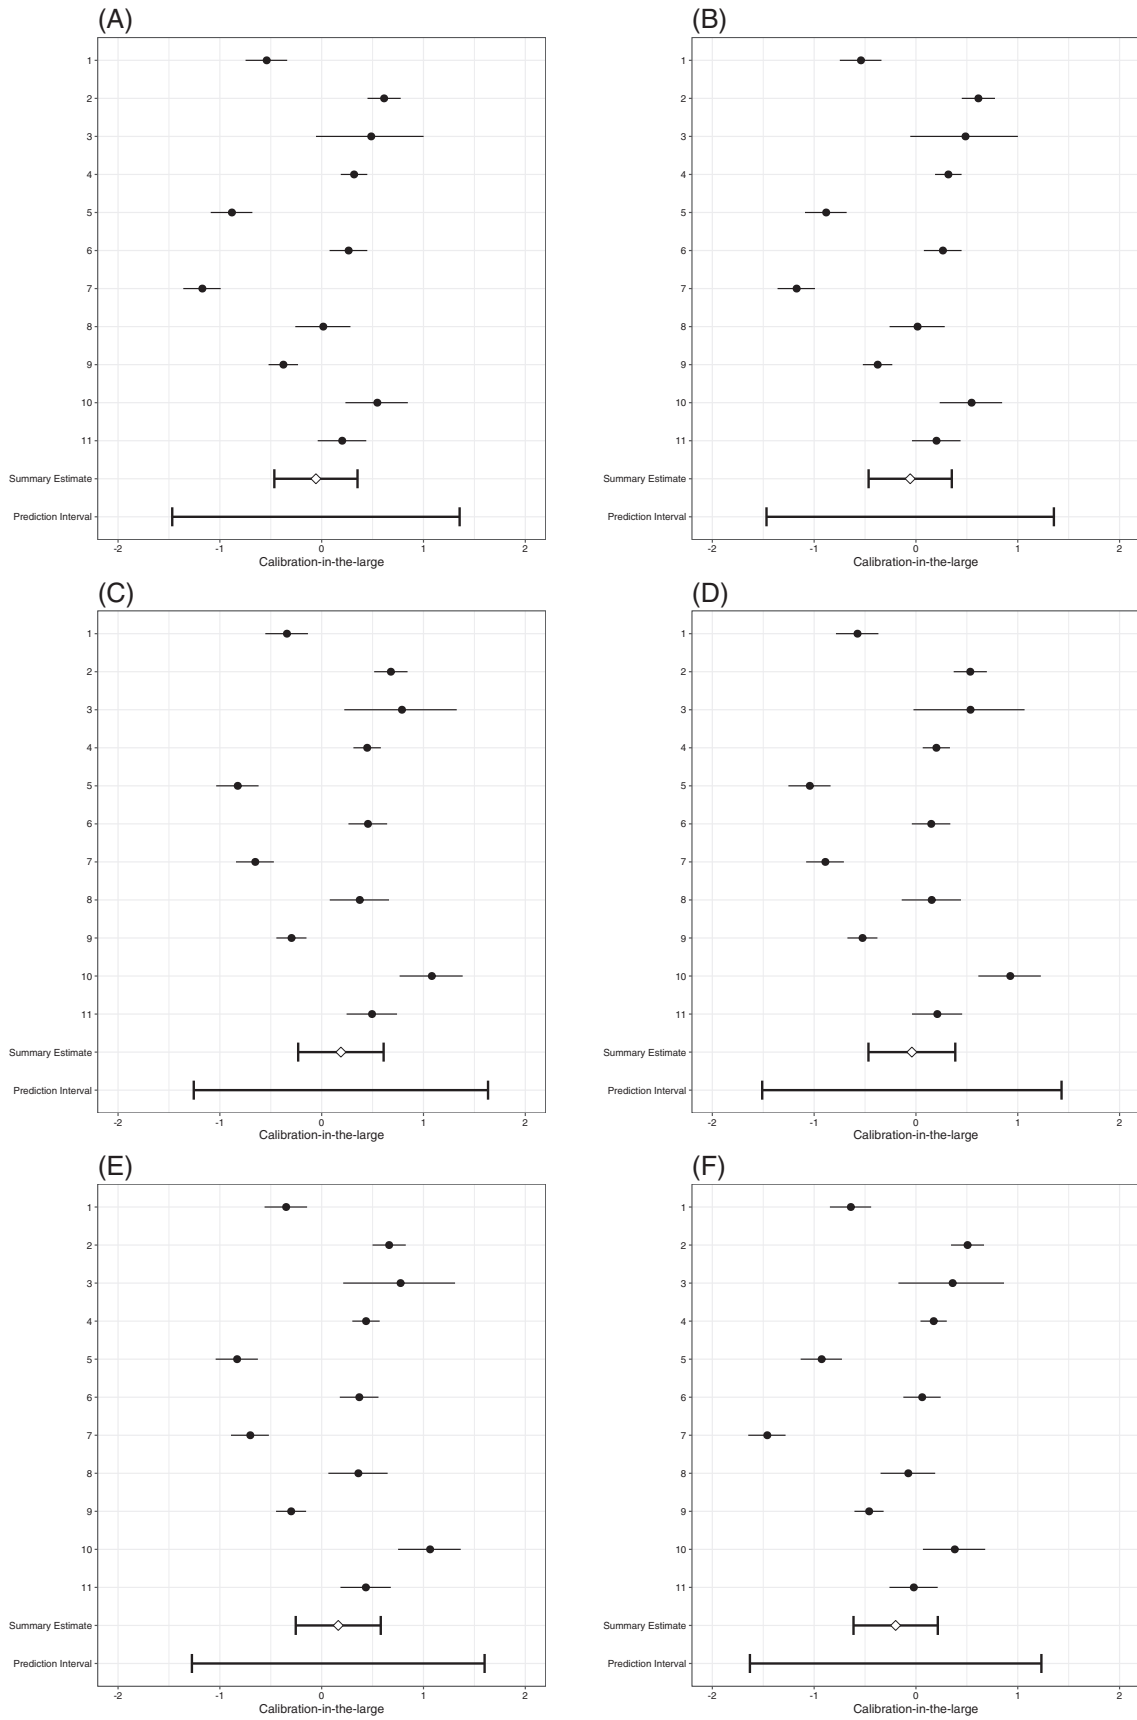 (A)
1
2
3
4
5
6
7
8
9
10
11
Summary Estimate
Prediction Interval
-2 -1 0 1 2
Calibration-in-the-large
(B)
1
2
3
4
5
6
7
8
9
10
11
Summary Estimate
Prediction Interval
-2 -1 0 1 2
Calibration-in-the-large
(C)
1
2
3
4
5
6
7
8
9
10
11
Summary Estimate
Prediction Interval
-2 -1 0 1 2
Calibration-in-the-large
(D)
1
2
3
4
5
6
7
8
9
10
11
Summary Estimate
Prediction Interval
-2 -1 0 1 2
Calibration-in-the-large
(E)
1
2
3
4
5
6
7
8
9
10
11
Summary Estimate
Prediction Interval
-2 -1 0 1 2
Calibration-in-the-large
(F)
1
2
3
4
5
6
7
8
9
10
11
Summary Estimate
Prediction Interval
-2 -1 0 1 2
Calibration-in-the-large